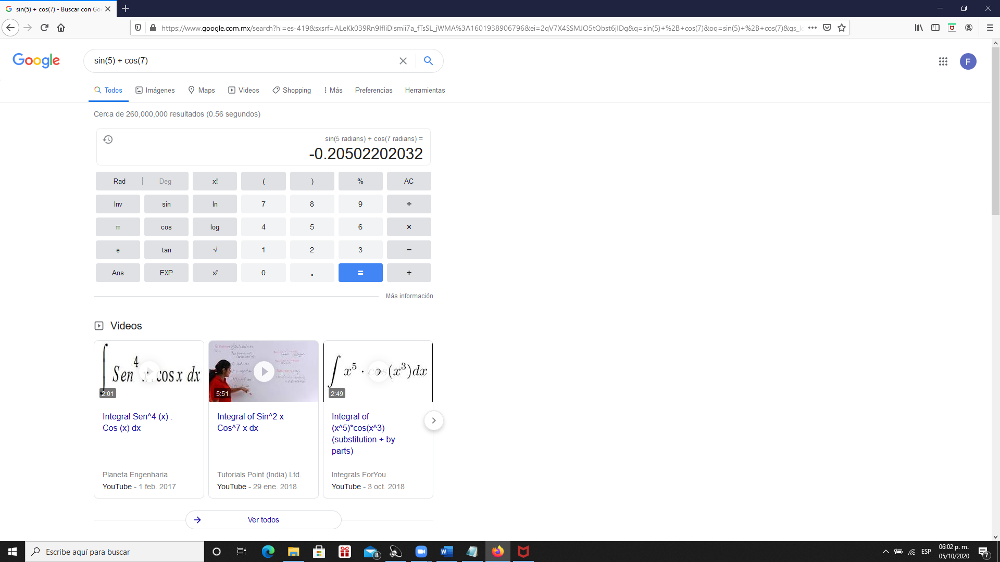 sin(5) + cos(7) - Buscar con Go
https://www.google.com.mx/search?hl=es-419&sxsrf=ALeKk039Rn9IfliDlsmii7a_fTsSL_jWMA%3A1601938906796&ei=2qV7X4SSMJO5tQbst6jIDg&q=sin(5)+%2B+cos(7)&oq=sin(5)+%2B+cos(7)&gs_l
Google
sin(5) + cos(7)
F
Todos Imágenes Maps Videos Shopping Más Preferencias Herramientas
Cerca de 260,000,000 resultados (0.56 segundos)
sin(5 radians) + cos(7 radians) =
-0.20502202032
Rad Deg x! ( ) % AC
Inv sin ln 7 8 9 ÷
π cos log 4 5 6 ×
e tan √ 1 2 3 −
Ans EXP xʸ 0 . = +
Más información
Videos
∫ Sen⁴ x cos x dx
∫ x⁵ · cos(x³)dx
2:01
5:51
2:49
Integral Sen^4 (x) .
Cos (x) dx
Planeta Engenharia
YouTube - 1 feb. 2017
Integral of Sin^2 x
Cos^7 x dx
Tutorials Point (India) Ltd.
YouTube - 29 ene. 2018
Integral of
(x^5)*cos(x^3)
(substitution + by
parts)
Integrals ForYou
YouTube - 3 oct. 2018
Ver todos
Escribe aquí para buscar
8
W
ESP
06:02 p. m.
05/10/2020
7